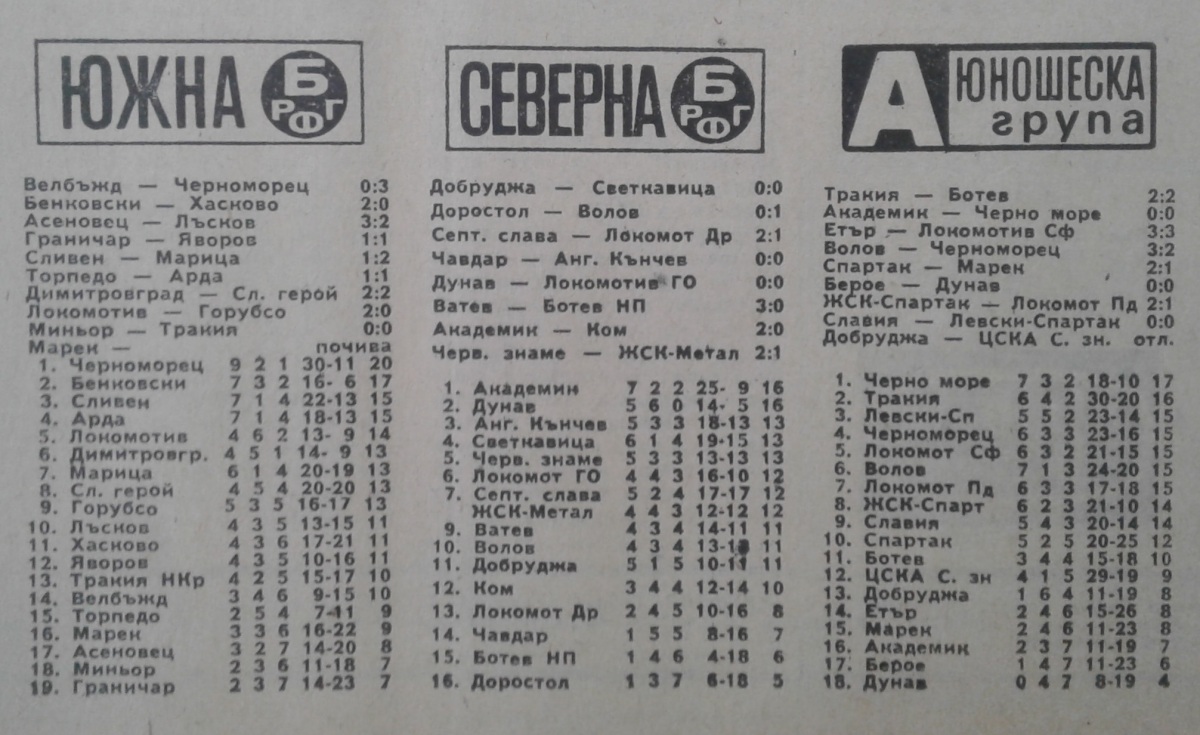 ЮЖНА Б РФГ
Велбъжд — Черноморец 0:3
Бенковски — Хасково 2:0
Асеновец — Лъсков 3:2
Граничар — Яворов 1:1
Сливен — Марица 1:2
Торпедо — Арда 1:1
Димитровград — Сл. герой 2:2
Локомотив — Горубсо 2:0
Миньор — Тракия 0:0
Марек — почива
1. Черноморец 9 2 1 30-11 20
2. Бенковски 7 3 2 16- 6 17
3. Сливен 7 1 4 22-13 15
4. Арда 7 1 4 18-13 15
5. Локомотив 4 6 2 13- 9 14
6. Димитровгр. 4 5 1 14- 9 13
7. Марица 6 1 4 20-19 13
8. Сл. герой 4 5 4 20-20 13
9. Горубсо 5 3 5 16-17 13
10. Лъсков 4 3 5 13-15 11
11. Хасково 4 3 6 17-21 11
12. Яворов 4 3 5 10-16 11
13. Тракия НКр 4 2 5 15-17 10
14. Велбъжд 3 4 6 9-15 10
15. Торпедо 2 5 4 7-11 9
16. Марек 3 3 6 16-22 9
17. Асеновец 3 2 7 14-20 8
18. Миньор 2 3 6 11-18 7
19. Граничар 2 3 7 14-23 7
СЕВЕРНА Б РФГ
Добруджа — Светкавица 0:0
Доростол — Волов 0:1
Септ. слава — Локомот Др 2:1
Чавдар — Анг. Кънчев 0:0
Дунав — Локомотив ГО 0:0
Ватев — Ботев НП 3:0
Академик — Ком 2:0
Черв. знаме — ЖСК-Метал 2:1
1. Академин 7 2 2 25- 9 16
2. Дунав 5 6 0 14- 5 16
3. Анг. Кънчев 5 3 3 18-13 13
4. Светкавица 6 1 4 19-15 13
5. Черв. знаме 5 3 3 13-13 13
6. Локомот ГО 4 4 3 16-10 12
7. Септ. слава 5 2 4 17-17 12
ЖСК-Метал 4 4 3 12-12 12
9. Ватев 4 3 4 14-11 11
10. Волов 4 3 4 11
11. Добруджа 5 1 5 10-11 11
12. Ком 3 4 4 12-14 10
13. Локомот Др 2 4 5 10-16 8
14. Чавдар 1 5 5 8-16 7
15. Ботев НП 1 4 6 4-18 6
16. Доростол 1 3 7 6-18 5
А ЮНОШЕСКА
група
Тракия — Ботев 2:2
Академик — Черно море 0:0
Етър — Локомотив Сф 3:3
Волов — Черноморец 3:2
Спартак — Марек 2:1
Берое — Дунав 0:0
ЖСК-Спартак — Локомот Пд 2:1
Славия — Левски-Спартак 0:0
Добруджа — ЦСКА С. зн. отл.
1. Черно море 7 3 2 18-10 17
2. Тракия 6 4 2 30-20 16
3. Левски-Сп 5 5 2 23-14 15
4. Черноморец 6 3 3 23-16 15
5. Локомот Сф 6 3 2 21-15 15
6. Волов 7 1 3 24-20 15
7. Локомот Пд 6 3 3 17-18 15
8. ЖСК-Спарт 6 2 3 21-10 14
9. Славия 5 4 3 20-14 14
10. Спартак 5 2 5 20-25 12
11. Ботев 3 4 4 15-18 10
12. ЦСКА С. зн 4 1 5 29-19 9
13. Добруджа 1 6 4 11-19 8
14. Етър 2 4 6 15-26 8
15. Марек 2 4 6 11-23 8
16. Академик 2 3 7 11-19 7
17. Берое 1 4 7 11-23 6
18. Дунав 0 4 7 8-19 4